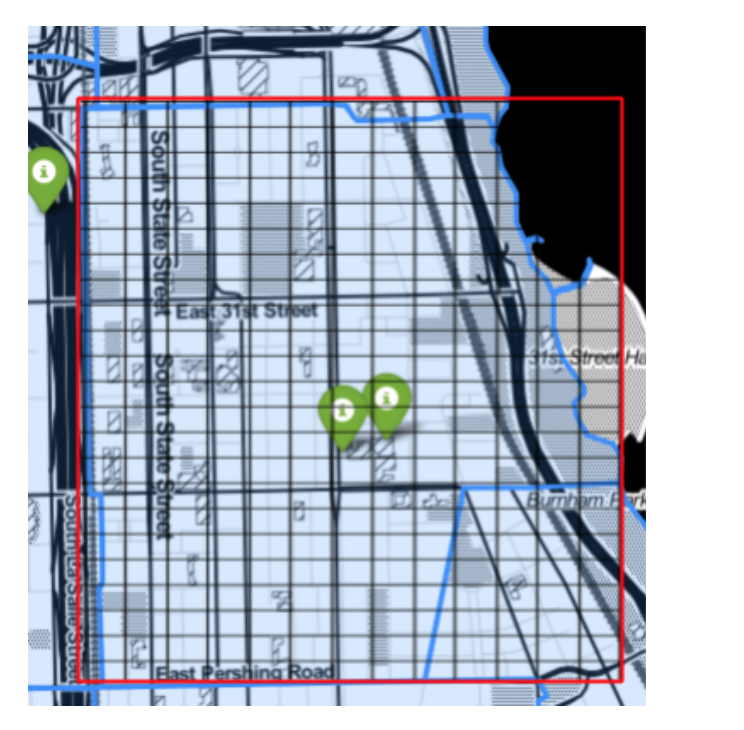 South State Street
East 31st Street
31st Street Ha
South State Street
Burnham Park
South LaSalle Street
East Pershing Road